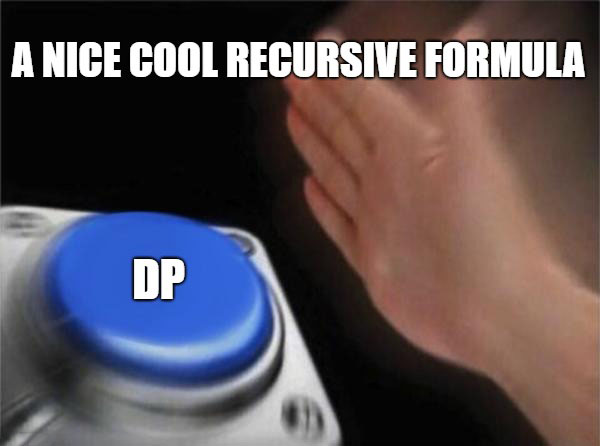 A NICE COOL RECURSIVE FORMULA
DP